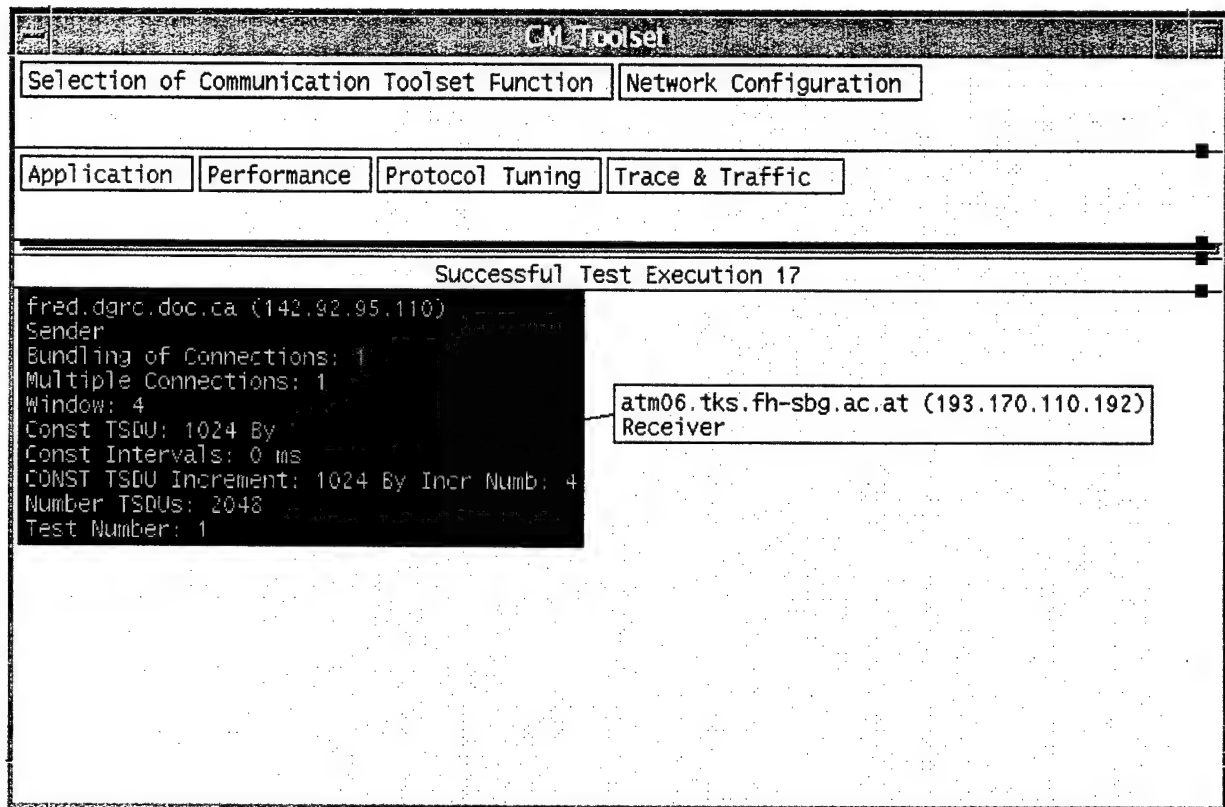 CM_Toolset
Selection of Communication Toolset Function Network Configuration
Application Performance Protocol Tuning Trace & Traffic
Successful Test Execution 17
fred.dgrc.doc.ca (142.92.95.110)
Sender
Bundling of Connections: 1
Multiple Connections: 1
Window: 4
Const TSDU: 1024 By
Const Intervals: 0 ms
CONST TSDU Increment: 1024 By Incr Numb: 4
Number TSDUs: 2048
Test Number: 1
atm06.tks.fh-sbg.ac.at (193.170.110.192)
Receiver